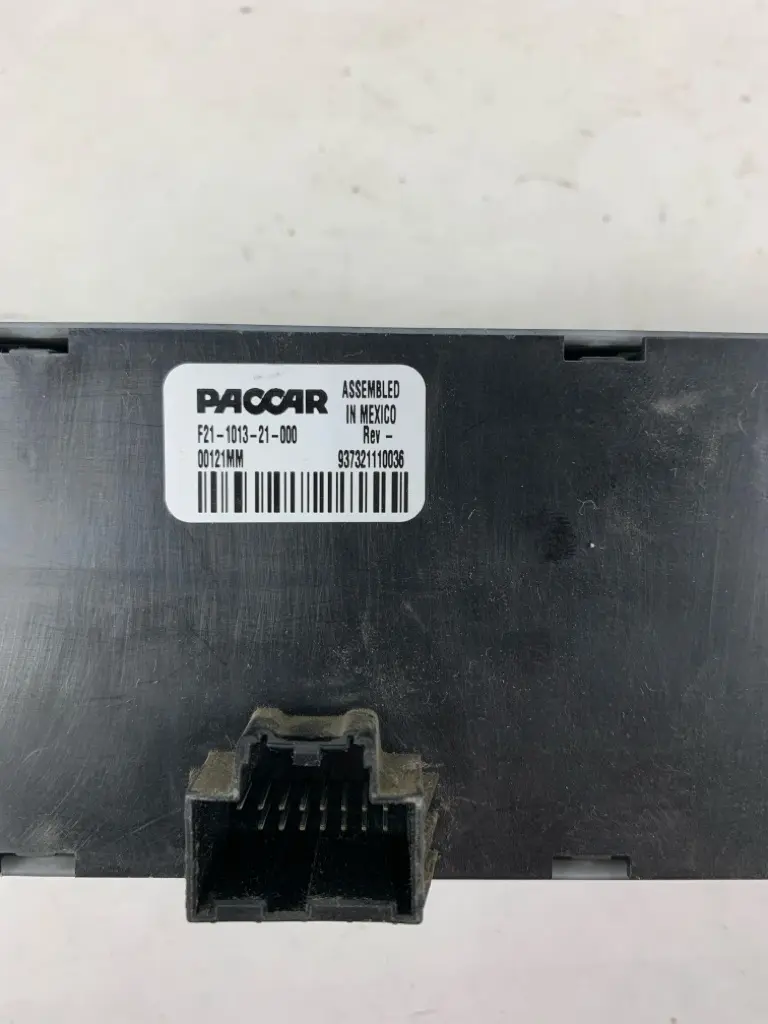 PACCAR ASSEMBLED
IN MEXICO
F21-1013-21-000 Rev -
00121MM 937321110036